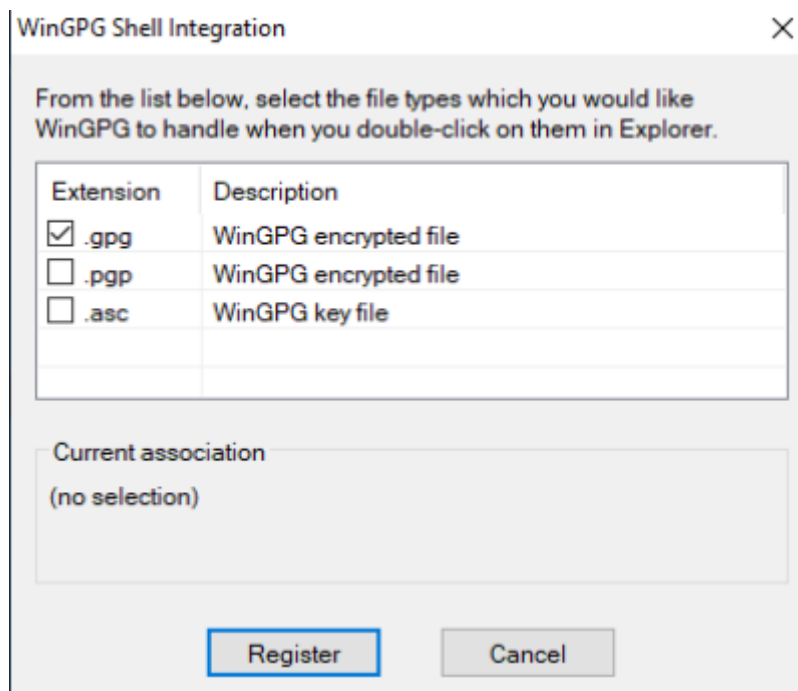 WinGPG Shell Integration
From the list below, select the file types which you would like
WinGPG to handle when you double-click on them in Explorer.
Extension Description
.gpg WinGPG encrypted file
.pgp WinGPG encrypted file
.asc WinGPG key file
Current association
(no selection)
Register Cancel